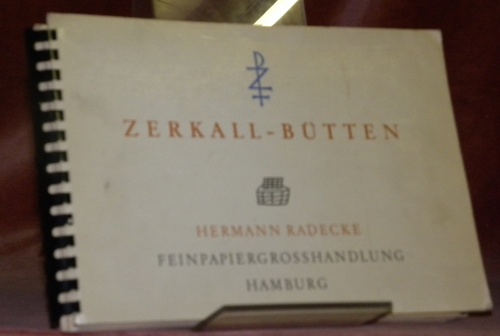 ZERKALL-BÜTTEN
HERMANN RADECKE
FEINPAPIERGROSSHANDLUNG
HAMBURG